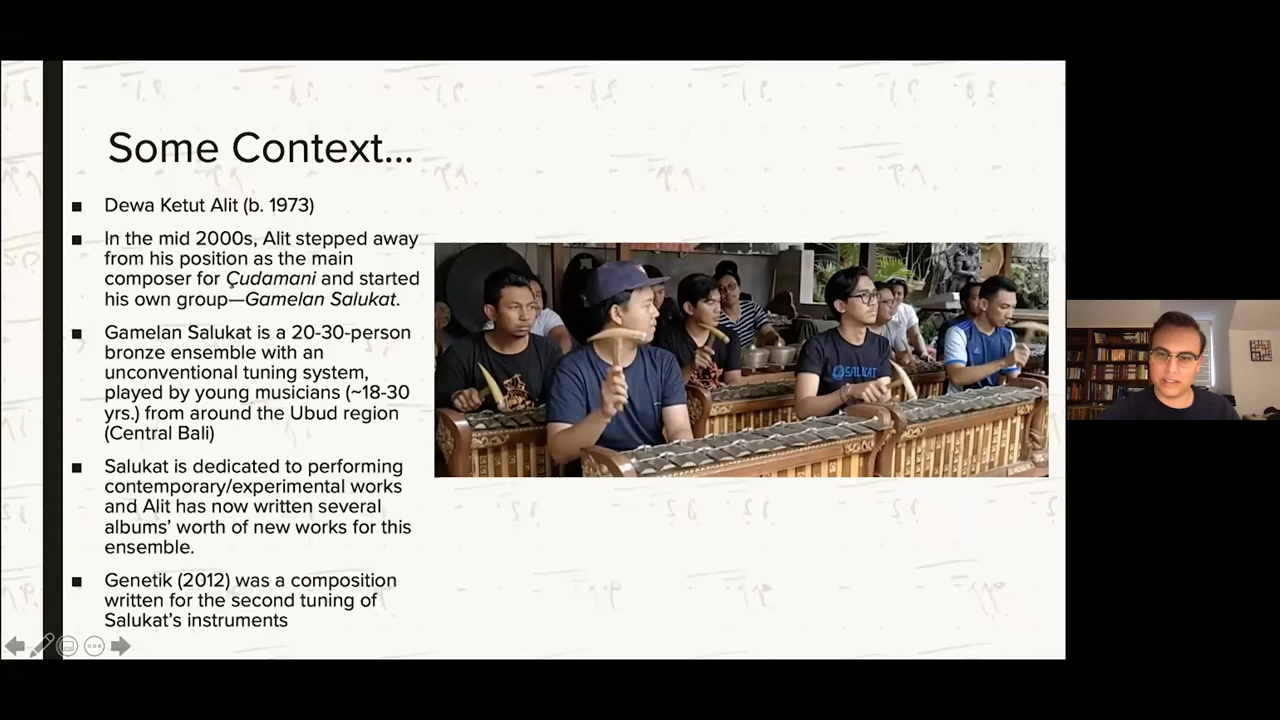 Some Context...
Dewa Ketut Alit (b. 1973)
In the mid 2000s, Alit stepped away
from his position as the main
composer for Çudamani and started
his own group—Gamelan Salukat.
Gamelan Salukat is a 20-30-person
bronze ensemble with an
unconventional tuning system,
played by young musicians (~18-30
yrs.) from around the Ubud region
(Central Bali)
Salukat is dedicated to performing
contemporary/experimental works
and Alit has now written several
albums' worth of new works for this
ensemble.
Genetik (2012) was a composition
written for the second tuning of
Salukat's instruments
SALUKAT